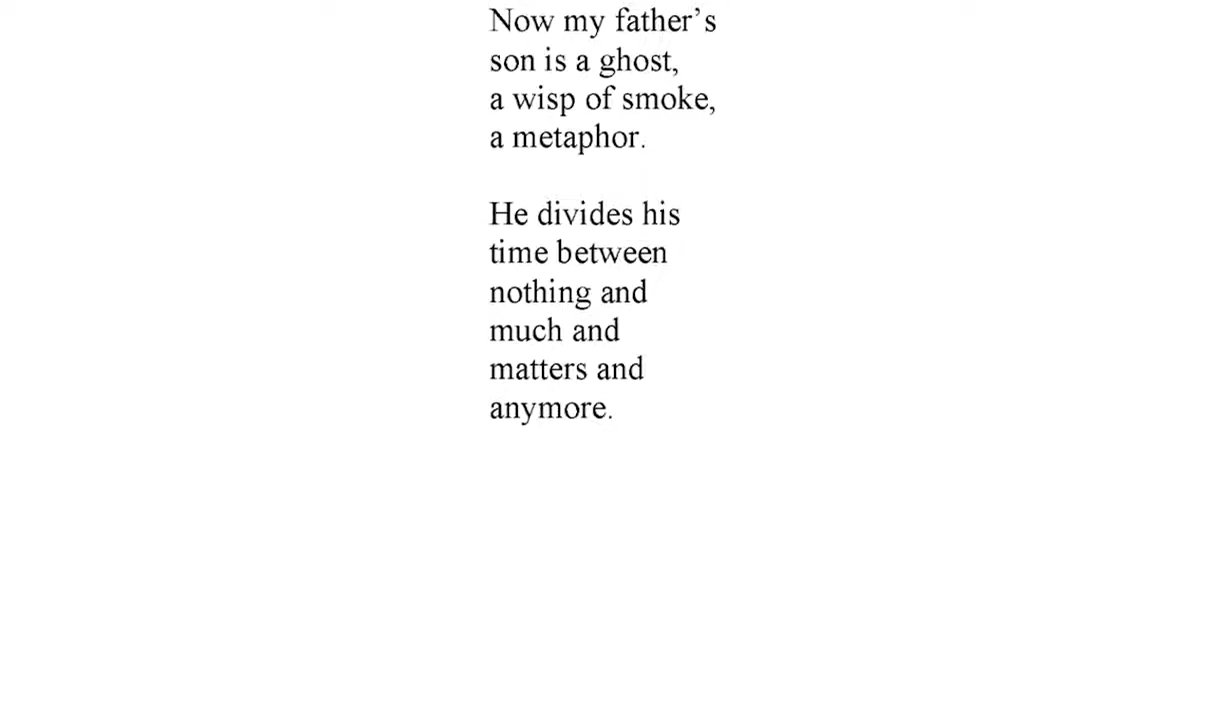 Now my father’s
son is a ghost,
a wisp of smoke,
a metaphor.
He divides his
time between
nothing and
much and
matters and
anymore.